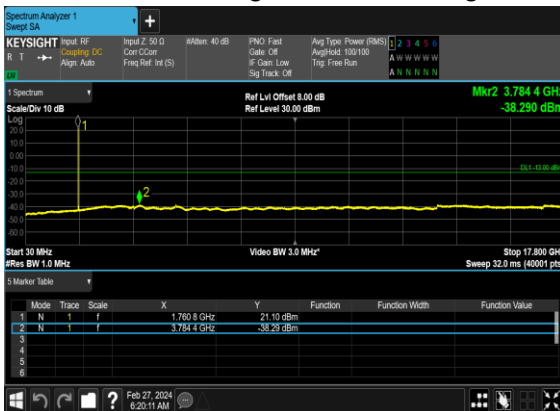 Spectrum Analyzer 1
Swept SA
KEYSIGHT Input: RF Input Z: 50 Ω #Atten: 40 dB PNO: Fast Avg Type: Power (RMS) 1 2 3 4 5 6
R T Coupling: DC Corr CCorr Gate: Off Avg|Hold: 100/100 A W W W W W
Align: Auto Freq Ref: Int (S) IF Gain: Low Trig: Free Run
Sig Track: Off A N N N N N
LV
1 Spectrum Ref Lvl Offset 8.00 dB Mkr2 3.784 4 GHz
Scale/Div 10 dB Ref Level 30.00 dBm -38.290 dBm
Log
20.0
10.0
0.00
-10.0
DL1 -13.00 dBm
-20.0
-30.0
-40.0
-50.0
-60.0
1
2
Start 30 MHz Video BW 3.0 MHz* Stop 17.800 GHz
#Res BW 1.0 MHz Sweep 32.0 ms (40001 pts)
5 Marker Table
Mode Trace Scale X Y Function Function Width Function Value
1 N 1 f 1.760 8 GHz 21.10 dBm
2 N 1 f 3.784 4 GHz -38.29 dBm
3
4
5
6
? Feb 27, 2024
6:20:11 AM